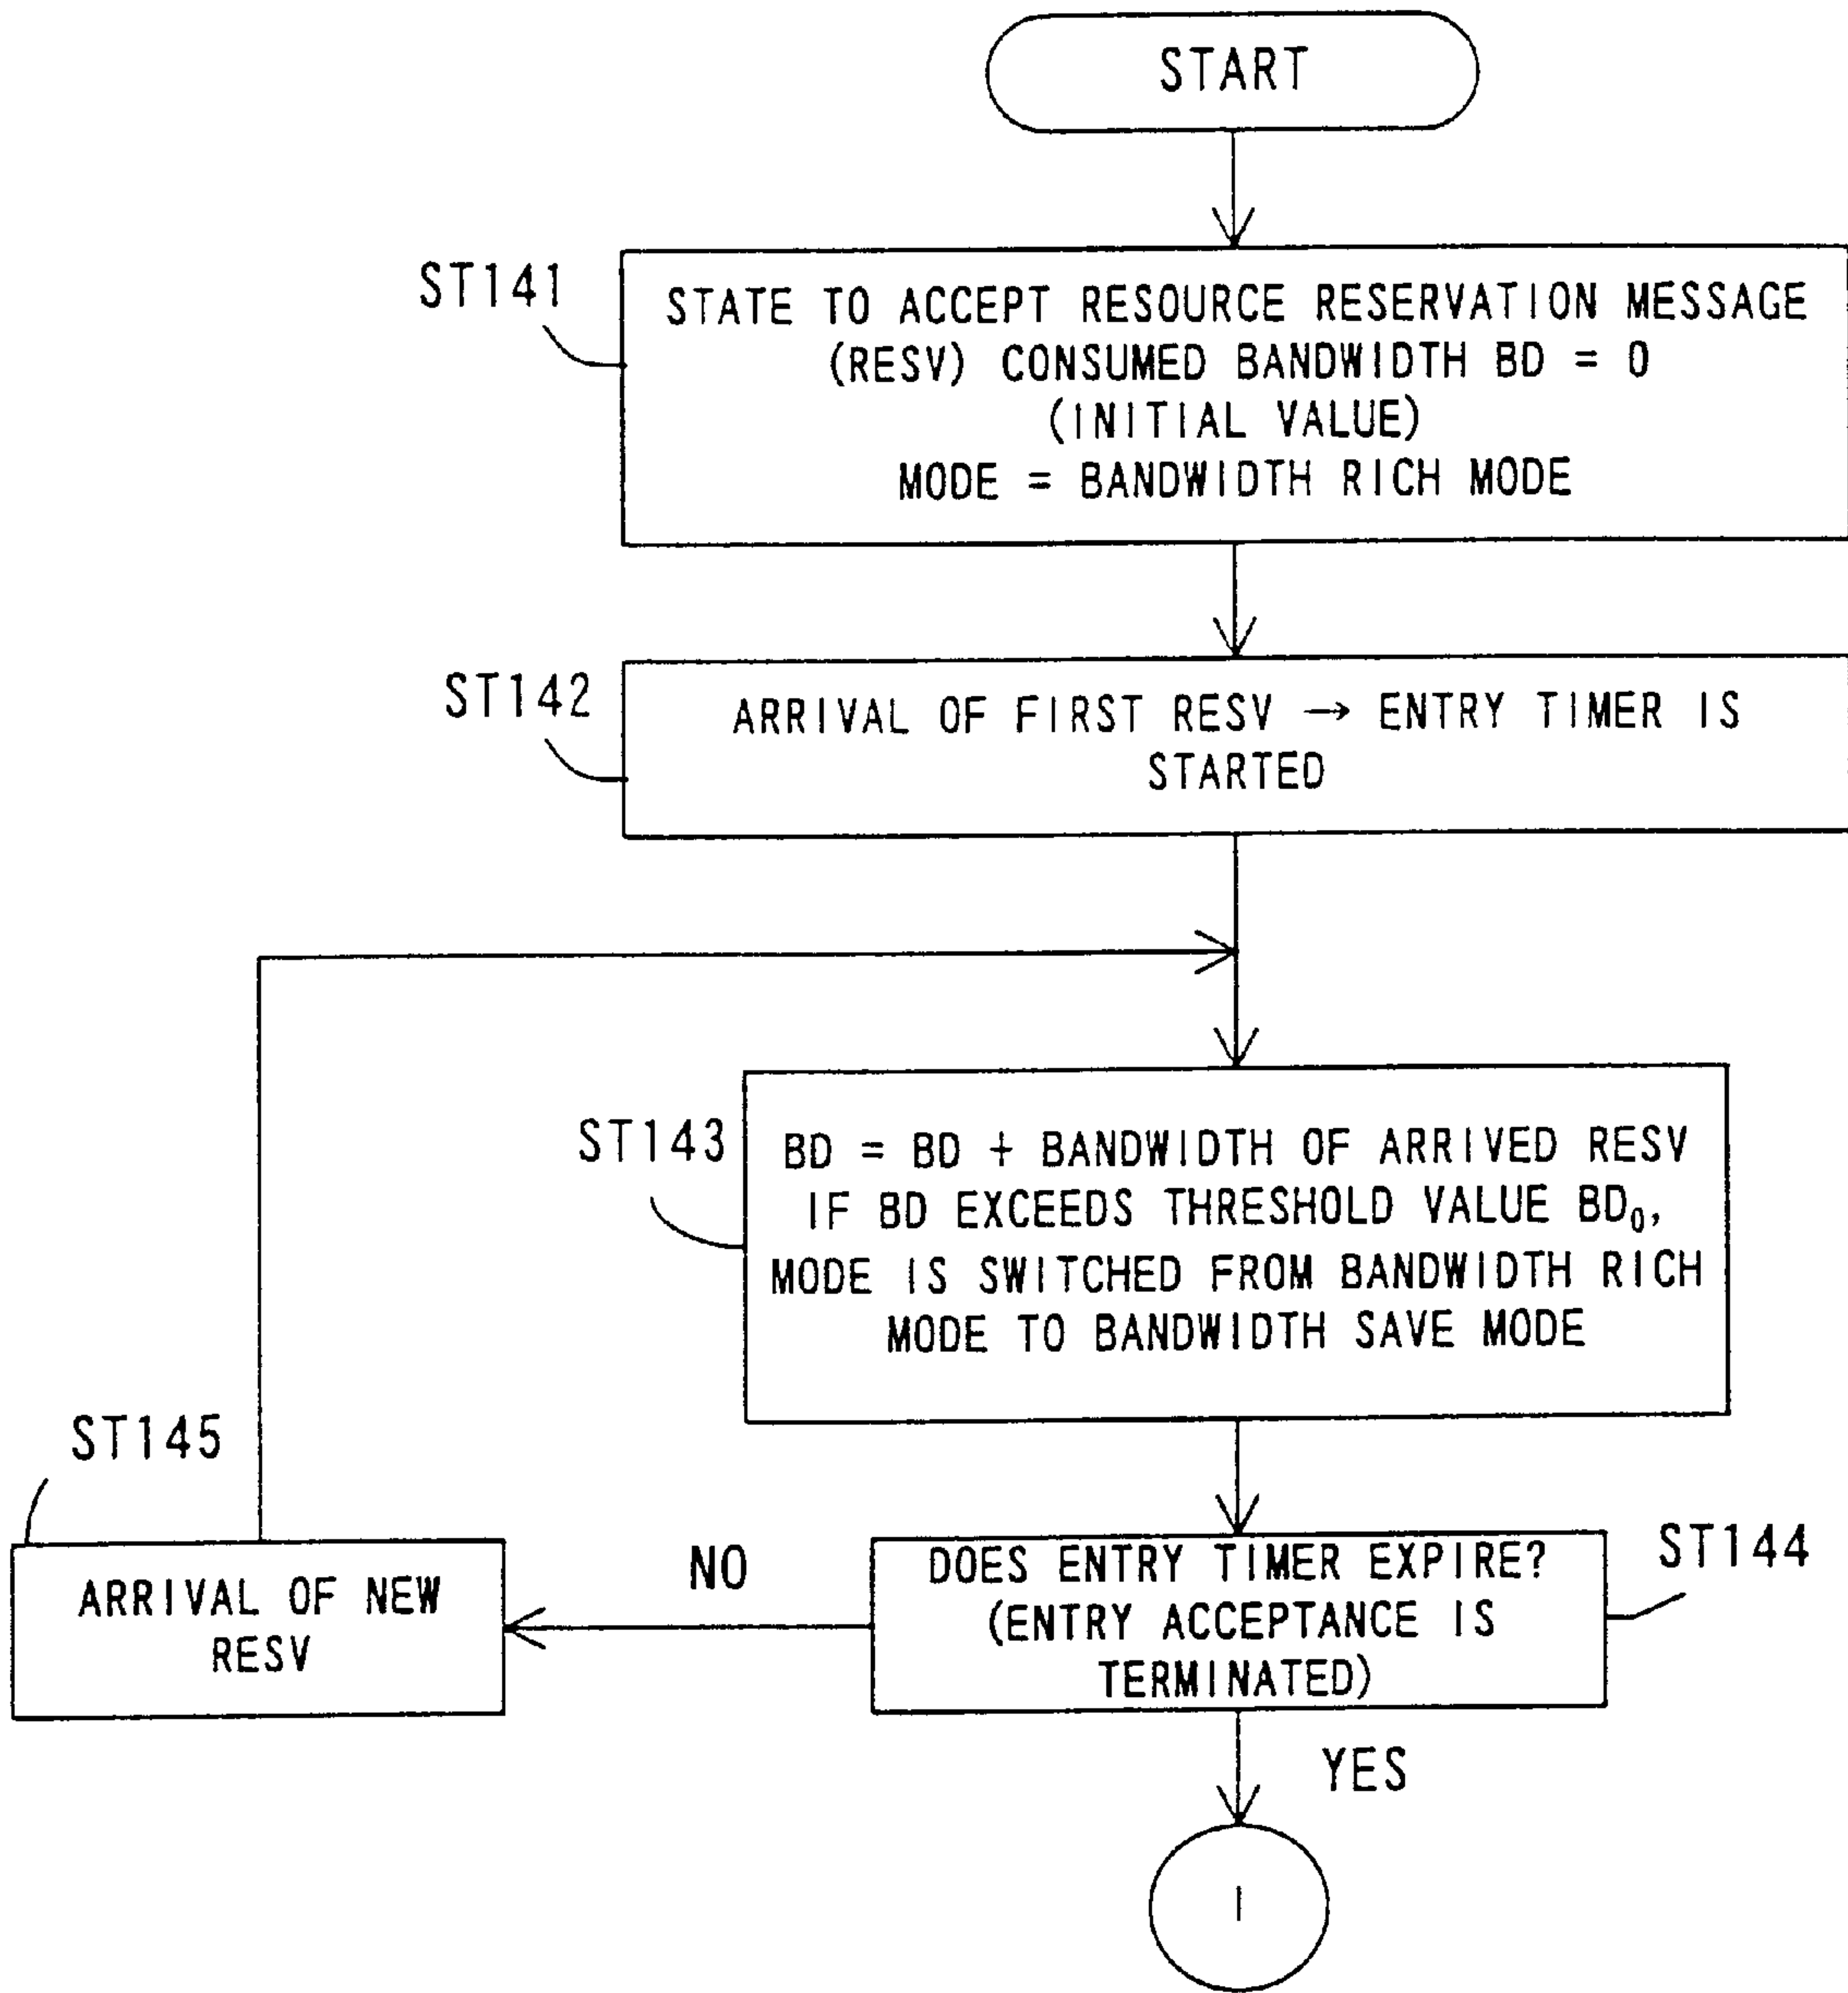 START
ST141
STATE TO ACCEPT RESOURCE RESERVATION MESSAGE
(RESV) CONSUMED BANDWIDTH BD = 0
(INITIAL VALUE)
MODE = BANDWIDTH RICH MODE
ST142
ARRIVAL OF FIRST RESV → ENTRY TIMER IS
STARTED
ST143
BD = BD + BANDWIDTH OF ARRIVED RESV
IF BD EXCEEDS THRESHOLD VALUE BD₀,
MODE IS SWITCHED FROM BANDWIDTH RICH
MODE TO BANDWIDTH SAVE MODE
ST145
ARRIVAL OF NEW
RESV
NO
DOES ENTRY TIMER EXPIRE?
(ENTRY ACCEPTANCE IS
TERMINATED)
ST144
YES
1